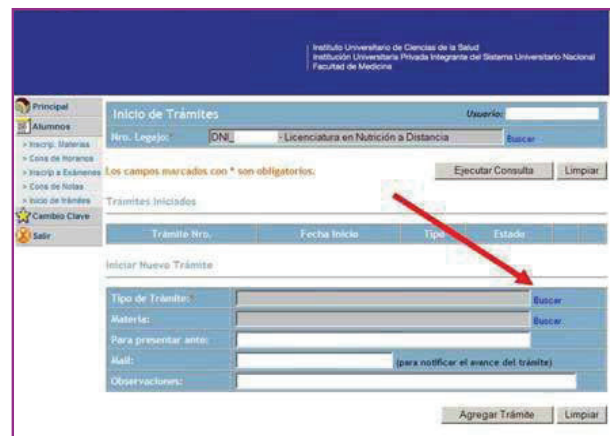 Instituto Universitario de Ciencias de la Salud
Institución Universitaria Privada Integrante del Sistema Universitario Nacional
Facultad de Medicina
Principal
Alumnos
» Inscrip. Materias
» Cons de Horarios
» Inscrip a Exámenes
» Cons de Notas
» Inicio de trámites
Cambio Clave
Salir
Inicio de Trámites Usuario:
Nro. Legajo:* DNI_ - Licenciatura en Nutrición a Distancia Buscar
Los campos marcados con * son obligatorios. Ejecutar Consulta Limpiar
Tramites Iniciados
Trámite Nro. Fecha Inicio Tipo Estado
Iniciar Nuevo Trámite
Tipo de Trámite:* Buscar
Materia: Buscar
Para presentar ante:
Mail: (para notificar el avance del trámite)
Observaciones:
Agregar Trámite Limpiar